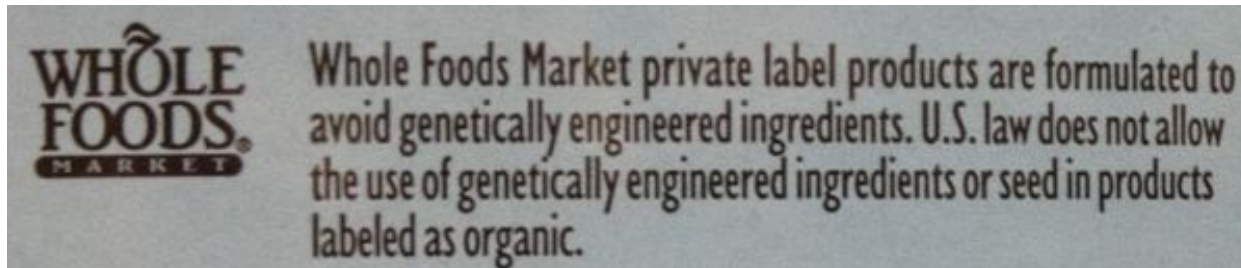 WHOLE
FOODS®
MARKET
Whole Foods Market private label products are formulated to
avoid genetically engineered ingredients. U.S. law does not allow
the use of genetically engineered ingredients or seed in products
labeled as organic.